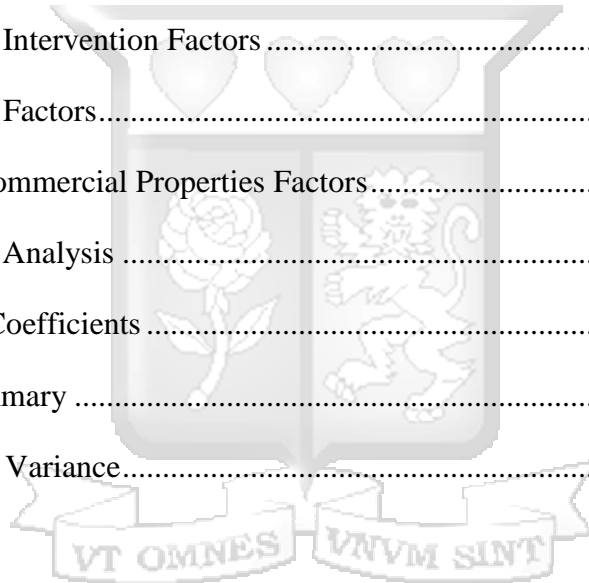 Intervention Factors ...............................................
Factors...............................................................................
ommercial Properties Factors...............................
Analysis .........................................................................
Coefficients .....................................................................
mary ................................................................................
Variance..........................................................................
VT OMNES VNVM SINT